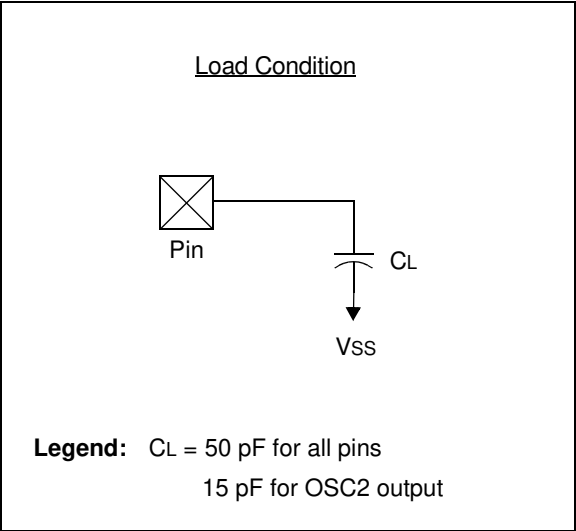 Load Condition
Pin
CL
VSS
Legend: CL = 50 pF for all pins
15 pF for OSC2 output